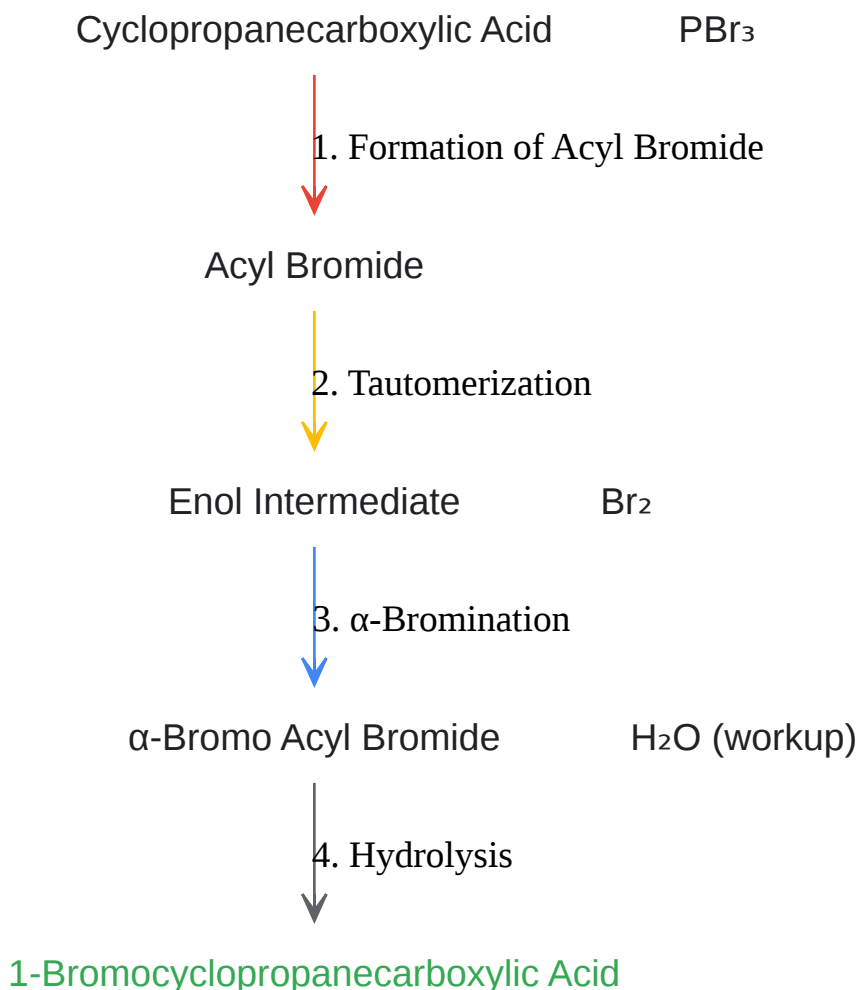 Cyclopropanecarboxylic Acid PBr₃
1. Formation of Acyl Bromide
Acyl Bromide
2. Tautomerization
Enol Intermediate Br₂
3. α-Bromination
α-Bromo Acyl Bromide H₂O (workup)
4. Hydrolysis
1-Bromocyclopropanecarboxylic Acid